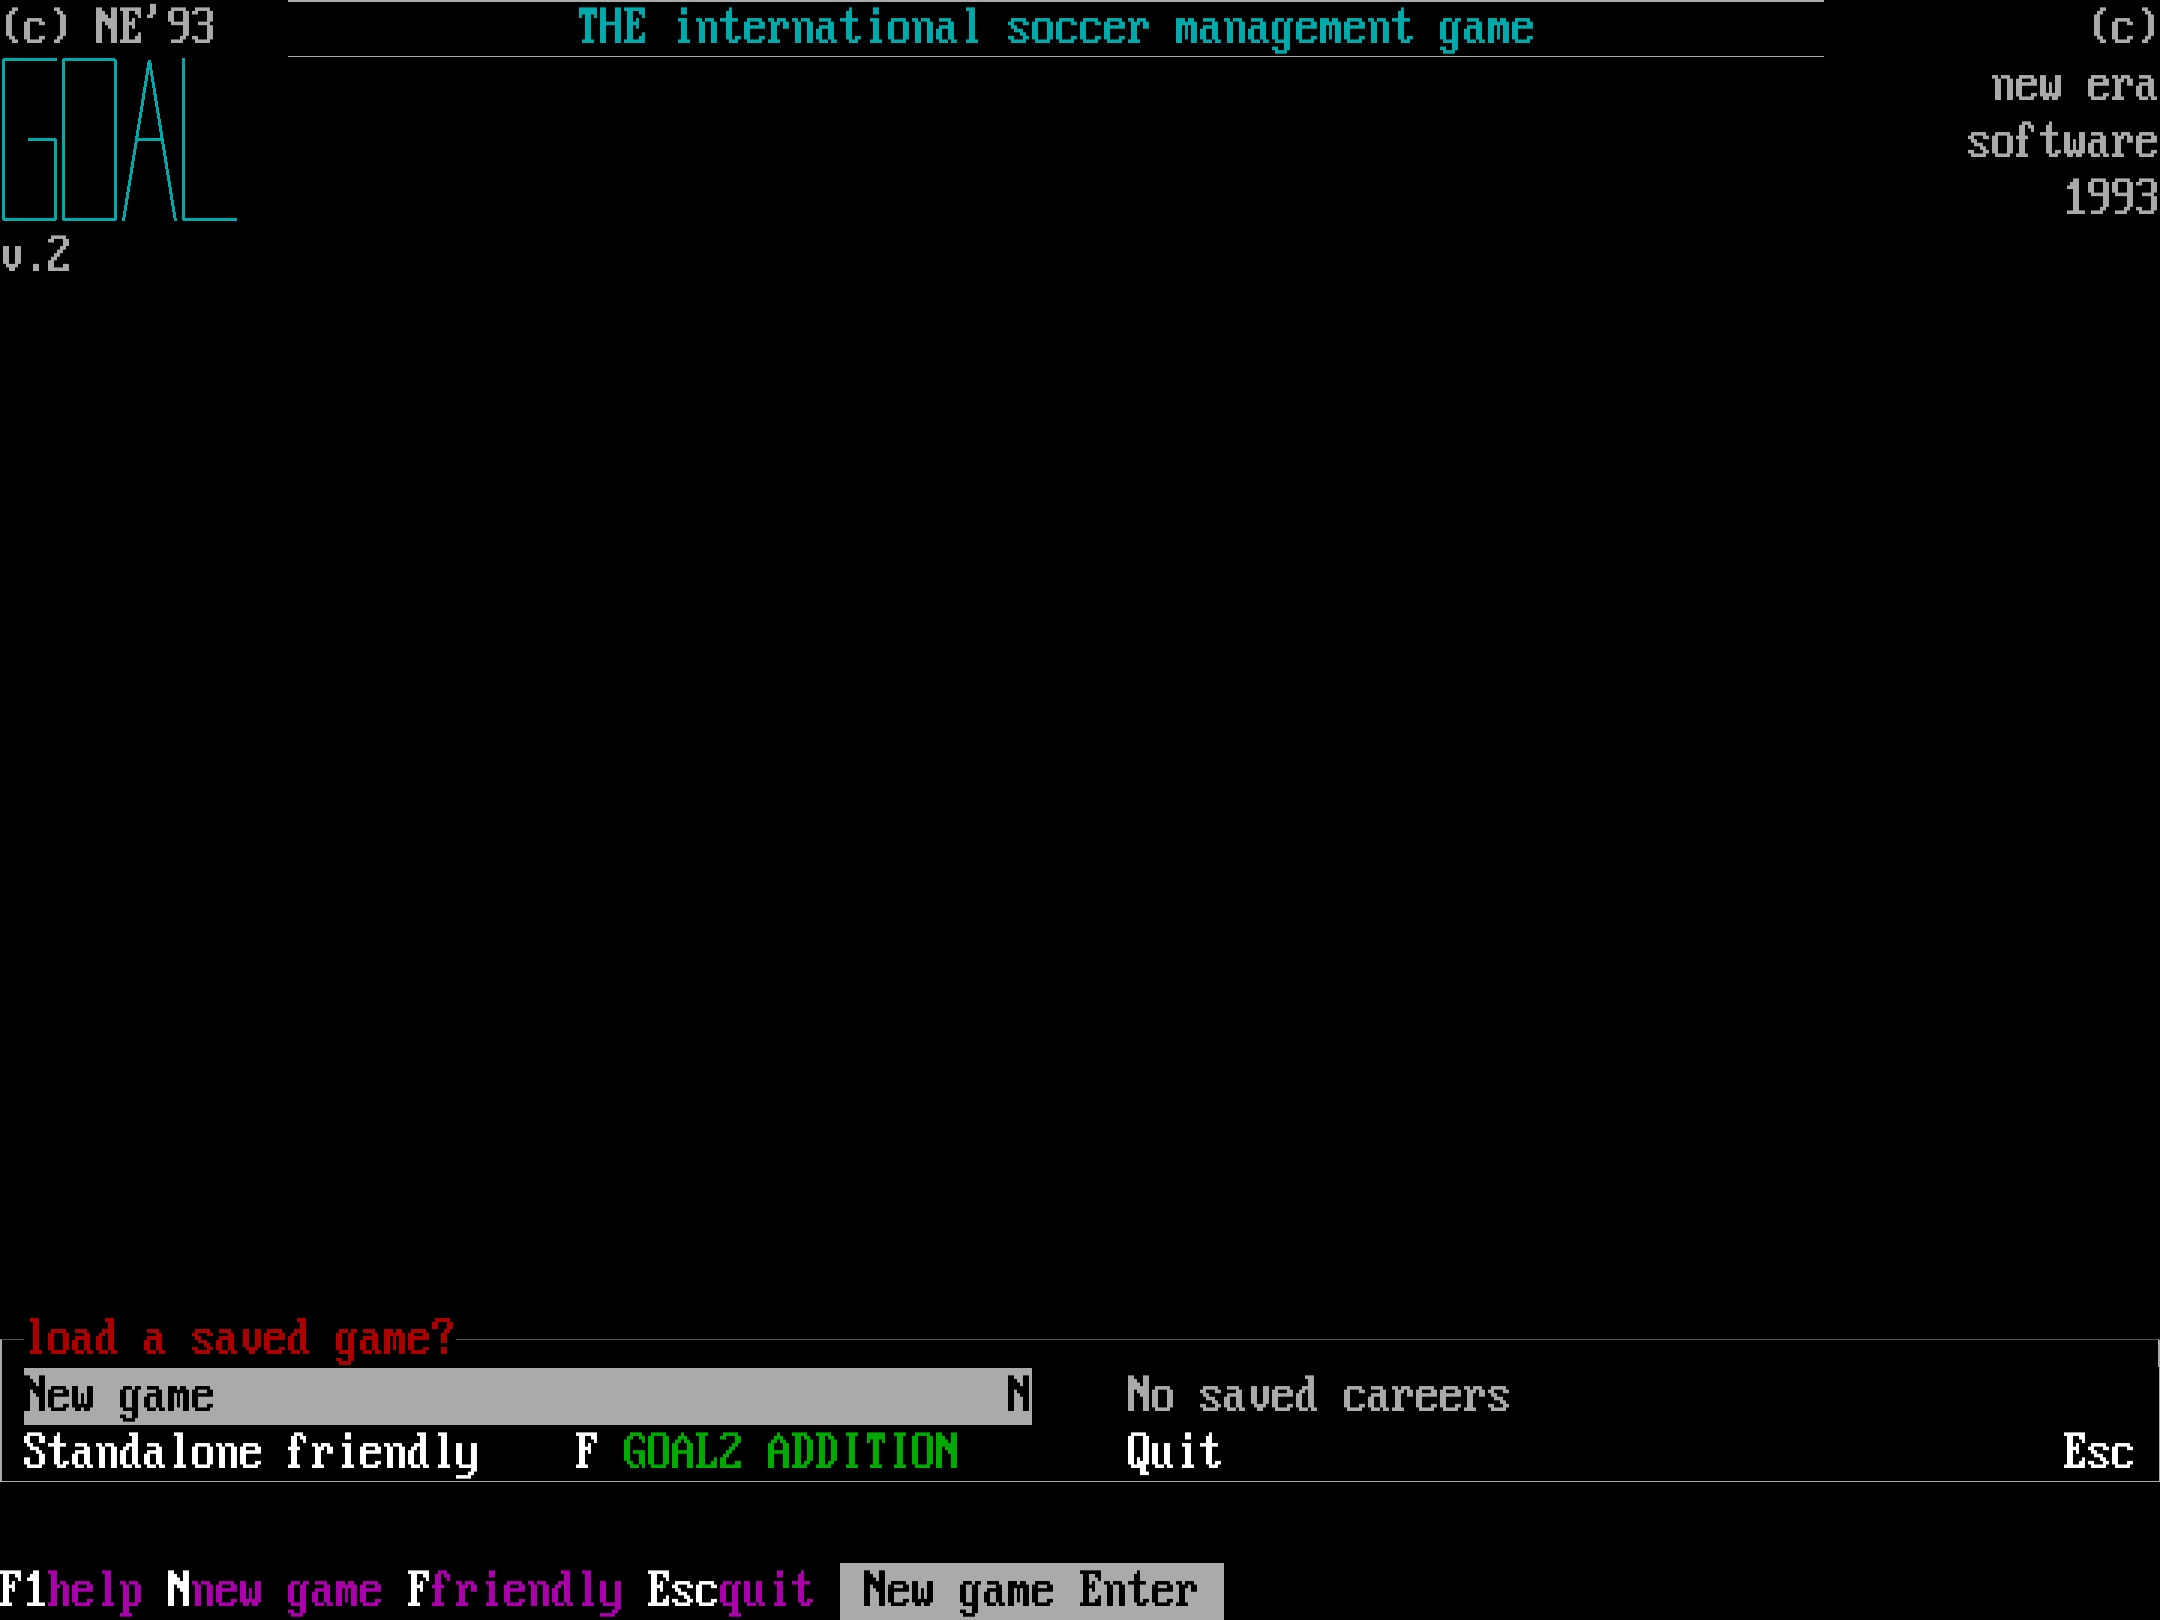 (c) NE'93
THE international soccer management game
(c)
new era
software
1993
GOAL
v.2
load a saved game?
New game N
No saved careers
Standalone friendly F GOAL2 ADDITION
Quit Esc
F1help Nnew game Ffriendly Escquit New game Enter